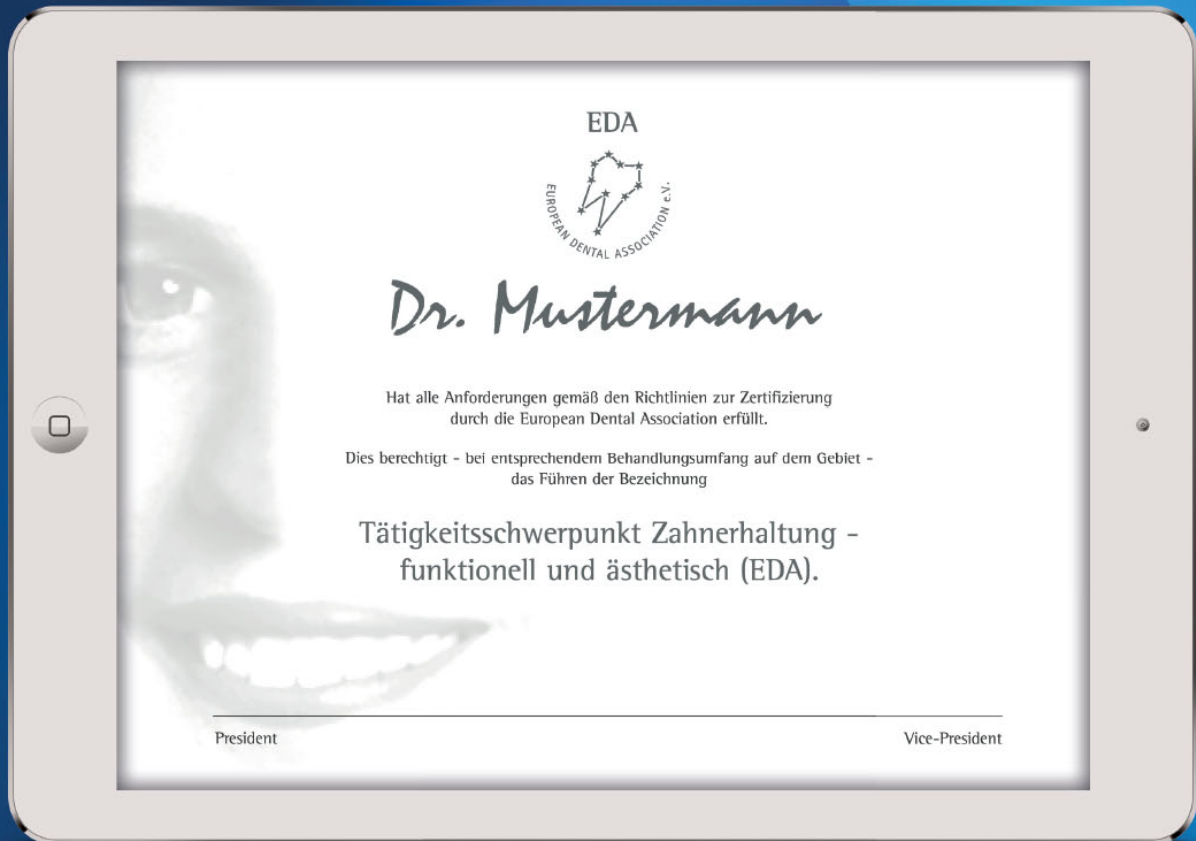 EDA
EUROPEAN DENTAL ASSOCIATION e.V.
Dr. Mustermann
Hat alle Anforderungen gemäß den Richtlinien zur Zertifizierung
durch die European Dental Association erfüllt.
Dies berechtigt - bei entsprechendem Behandlungsumfang auf dem Gebiet -
das Führen der Bezeichnung
Tätigkeitsschwerpunkt Zahnerhaltung -
funktionell und ästhetisch (EDA).
President Vice-President